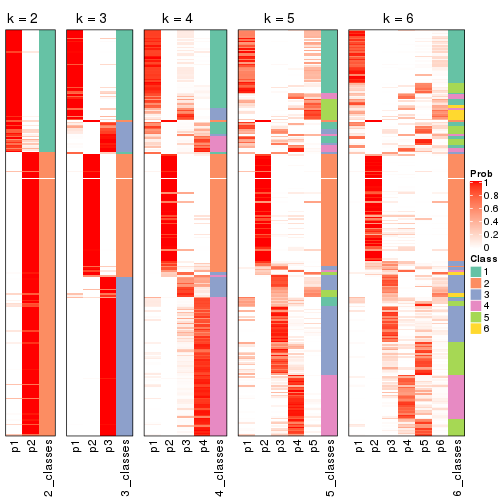 k = 2
k = 3
k = 4
k = 5
k = 6
Prob
1
0.8
0.6
0.4
0.2
0
Class
1
2
3
4
5
6
p1
p2
2_classes
p1
p2
p3
3_classes
p1
p2
p3
p4
4_classes
p1
p2
p3
p4
p5
5_classes
p1
p2
p3
p4
p5
p6
6_classes